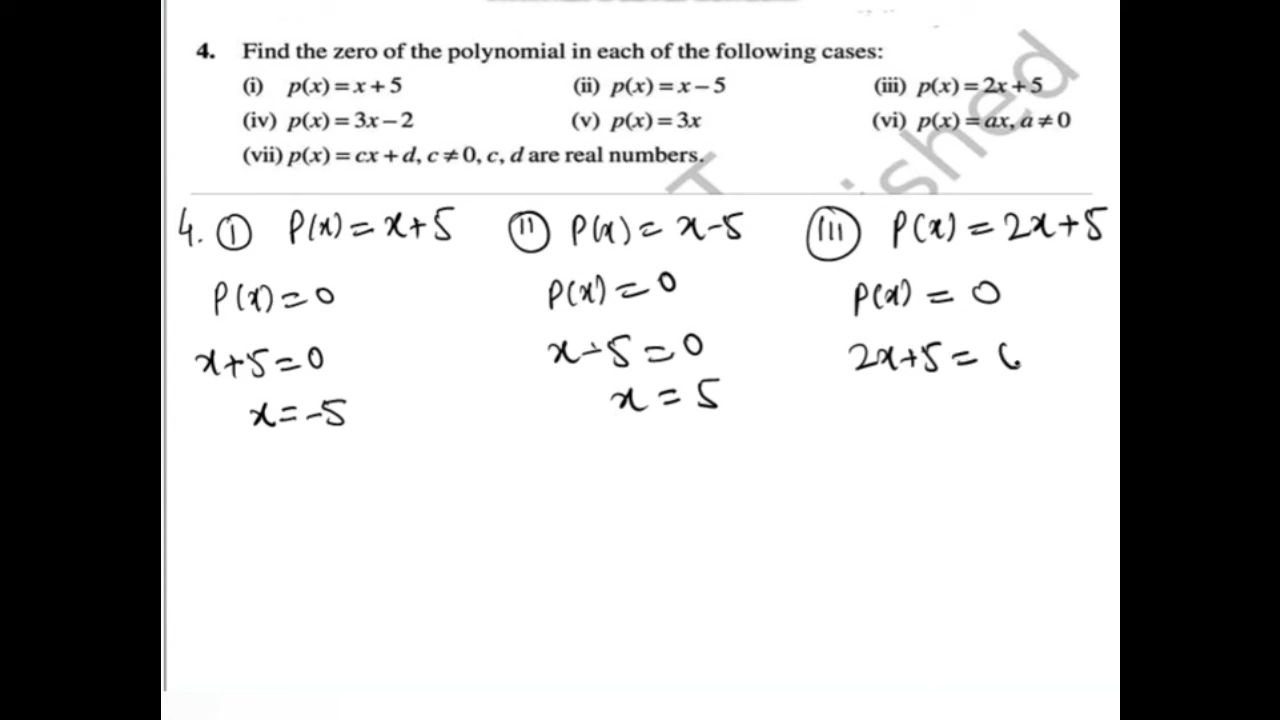 4. Find the zero of the polynomial in each of the following cases:
(i) p(x) = x + 5 (ii) p(x) = x – 5 (iii) p(x) = 2x + 5
(iv) p(x) = 3x – 2 (v) p(x) = 3x (vi) p(x) = ax, a ≠ 0
(vii) p(x) = cx + d, c ≠ 0, c, d are real numbers.
4. (i) P(x) = x+5 (ii) P(x) = x-5 (iii) P(x) = 2x+5
P(x) = 0 P(x) = 0 P(x) = 0
x+5 = 0 x-5 = 0 2x+5 =
x = -5 x = 5